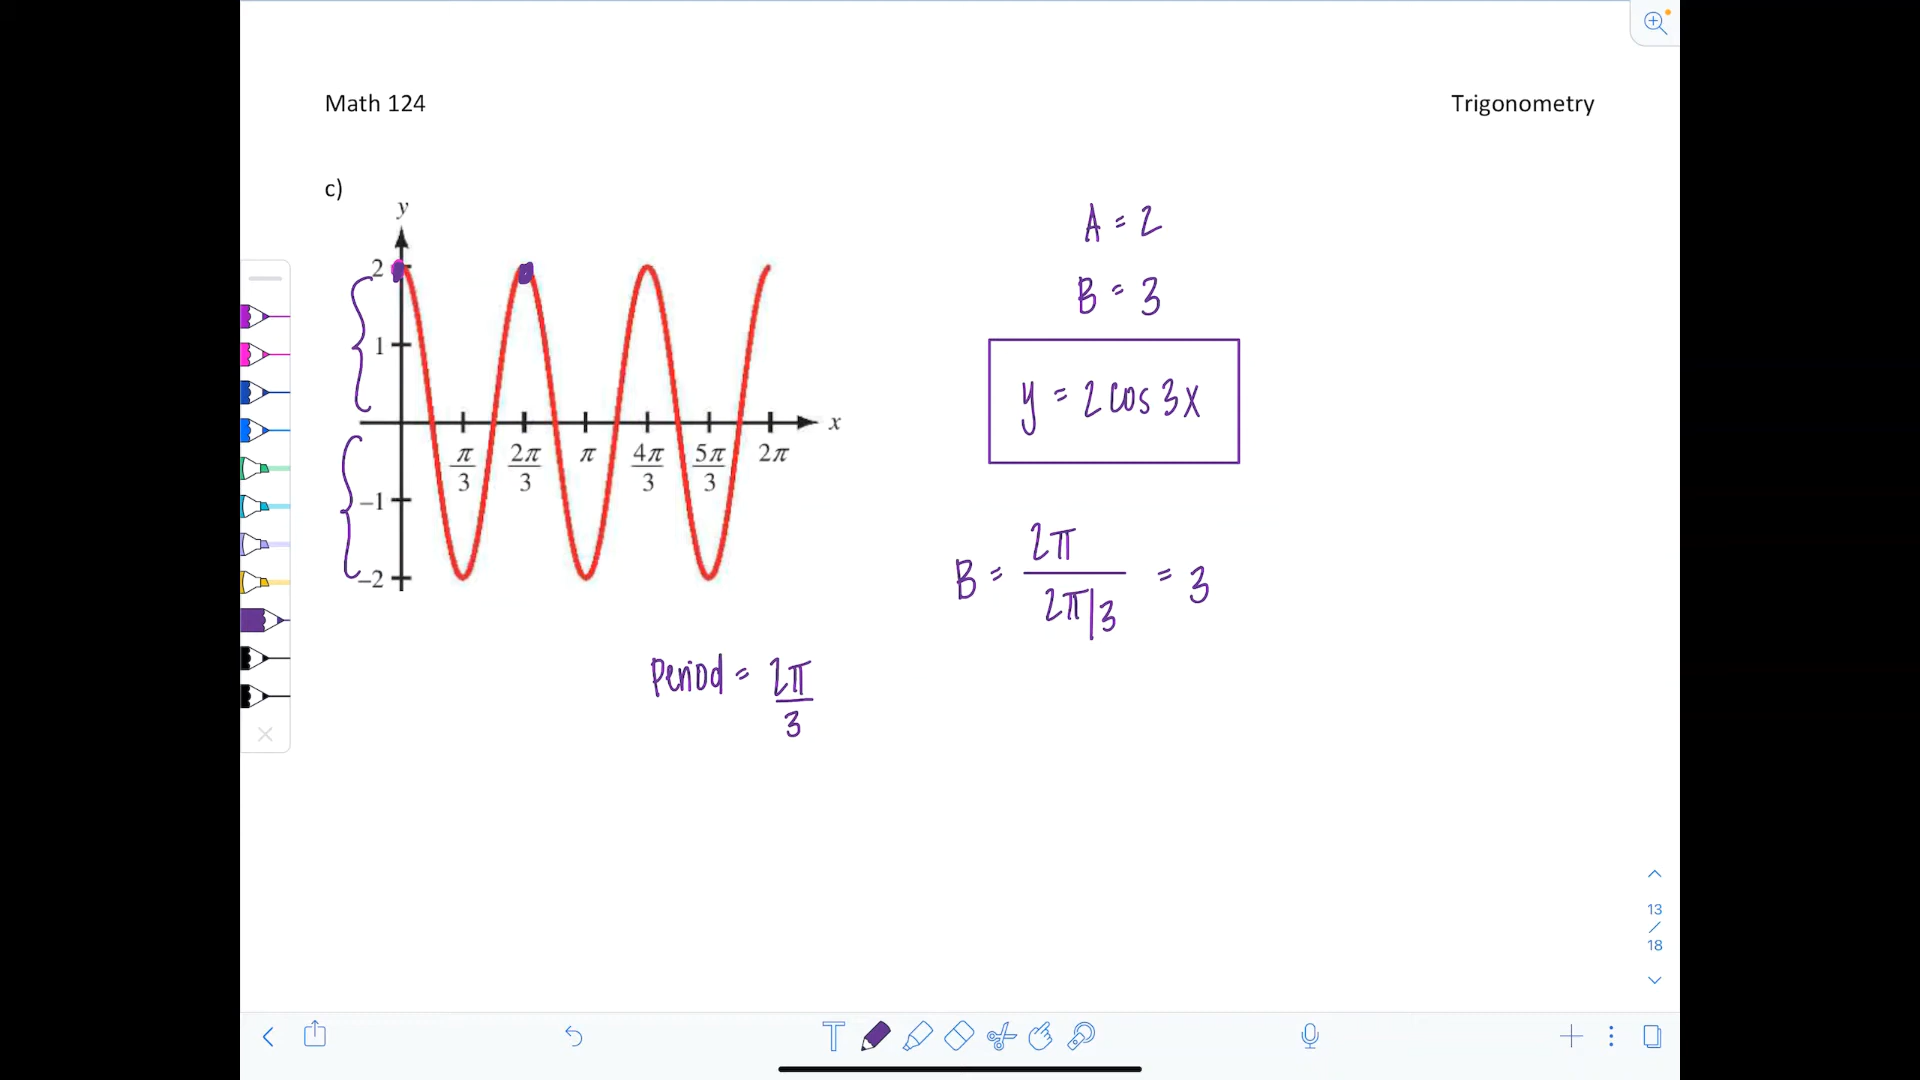 Math 124
Trigonometry
c)
y
2
1
-1
-2
x
π/3 2π/3 π 4π/3 5π/3 2π
A = 2
B = 3
y = 2 cos 3x
B = 2π / 2π/3 = 3
Period = 2π/3
13
/
18
T